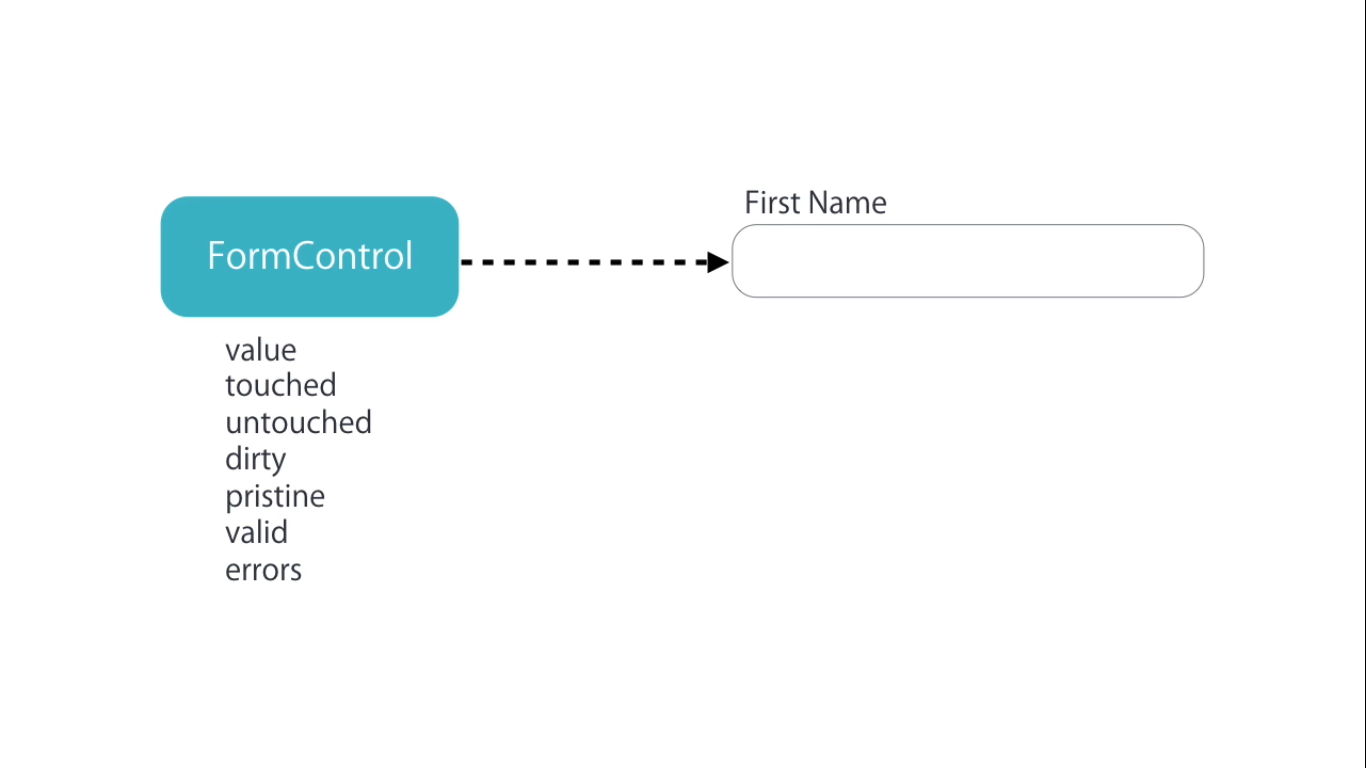 First Name
FormControl
value
touched
untouched
dirty
pristine
valid
errors